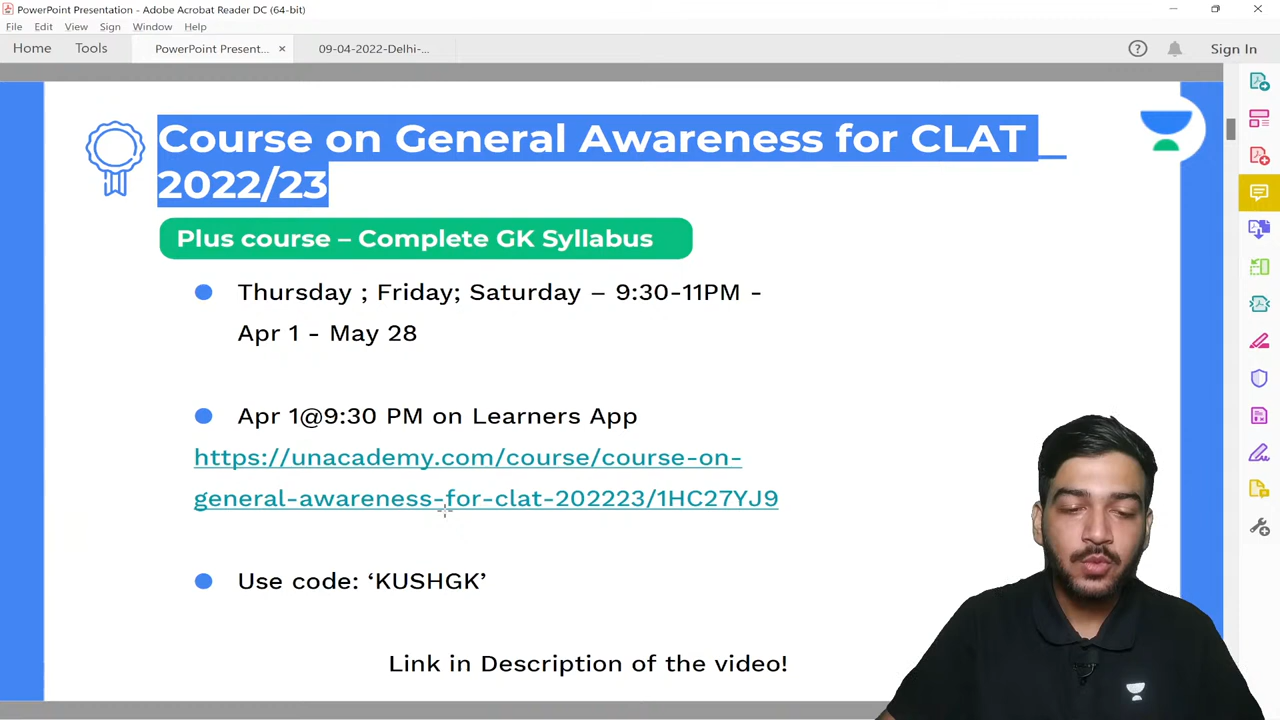 PowerPoint Presentation - Adobe Acrobat Reader DC (64-bit)
File Edit View Sign Window Help
Home Tools PowerPoint Present... × 09-04-2022-Delhi-... Sign In
Course on General Awareness for CLAT
2022/23
Plus course – Complete GK Syllabus
Thursday ; Friday; Saturday – 9:30-11PM -
Apr 1 - May 28
Apr 1@9:30 PM on Learners App
https://unacademy.com/course/course-on-
general-awareness-for-clat-202223/1HC27YJ9
Use code: ‘KUSHGK’
Link in Description of the video!